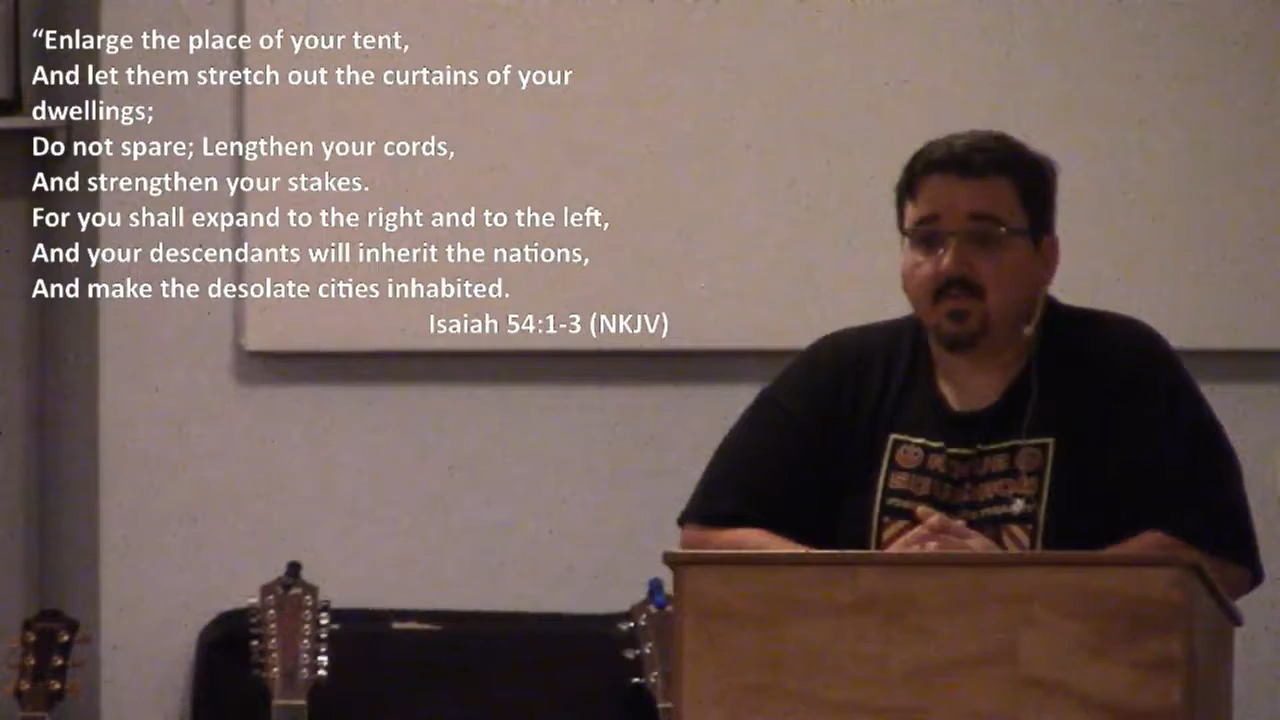 “Enlarge the place of your tent,
And let them stretch out the curtains of your
dwellings;
Do not spare; Lengthen your cords,
And strengthen your stakes.
For you shall expand to the right and to the left,
And your descendants will inherit the nations,
And make the desolate cities inhabited.
Isaiah 54:1-3 (NKJV)